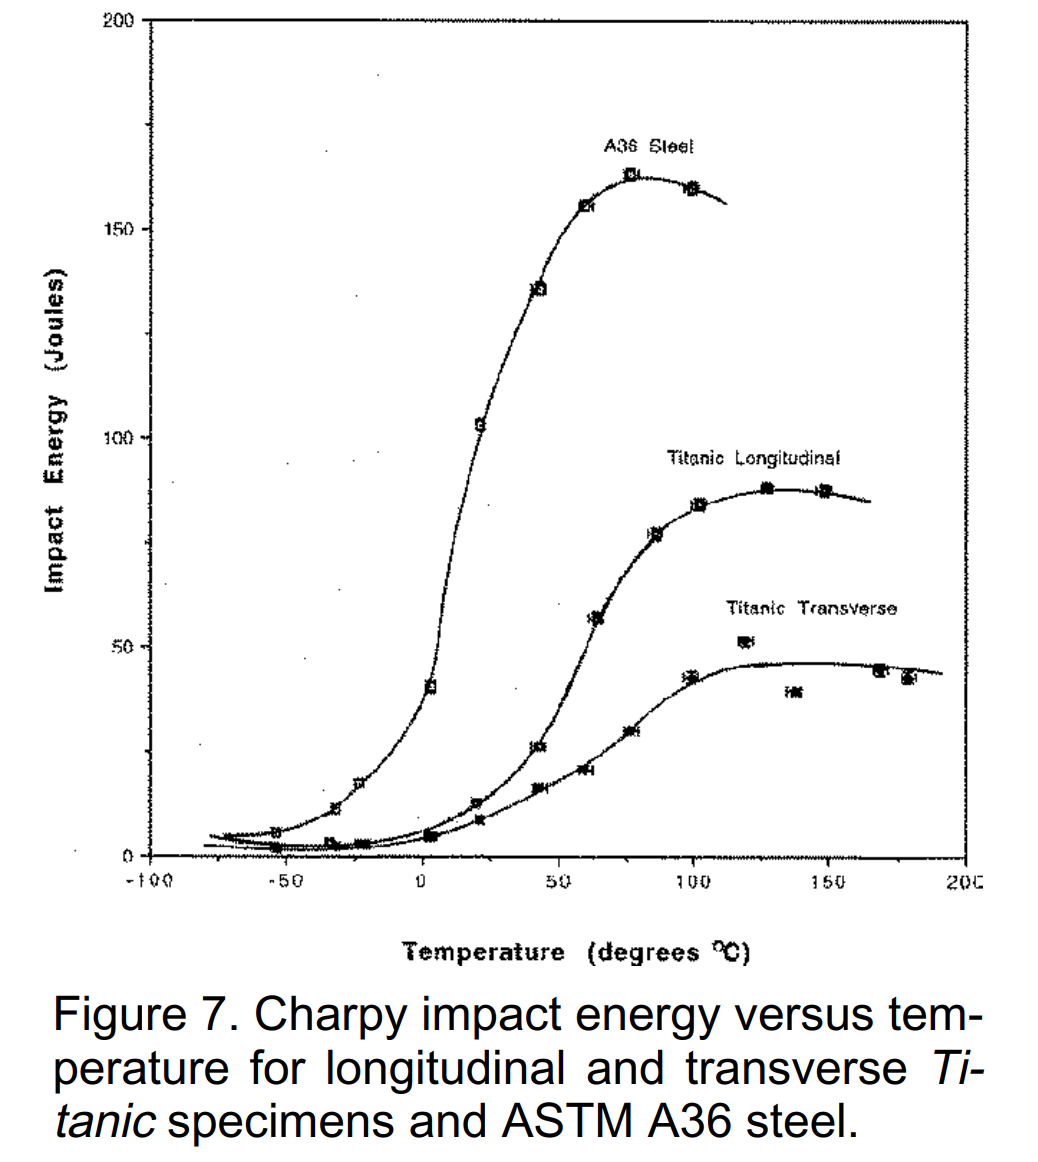 200
A36 Steel
150
Impact Energy (Joules)
100
Titanic Longitudinal
Titanic Transverse
50
0
-100 -50 0 50 100 150 200
Temperature (degrees ºC)
Figure 7. Charpy impact energy versus tem-
perature for longitudinal and transverse Ti-
tanic specimens and ASTM A36 steel.